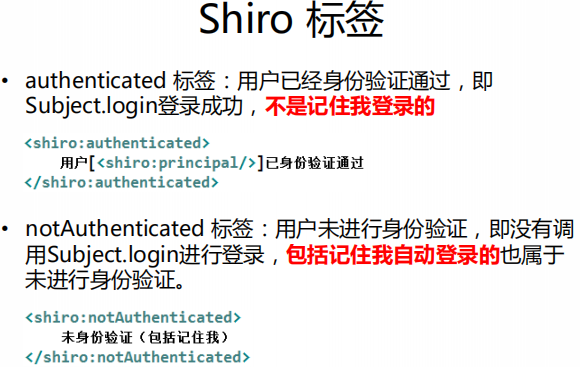 Shiro 标签
• authenticated 标签：用户已经身份验证通过，即
Subject.login登录成功，不是记住我登录的
<shiro:authenticated>
用户[<shiro:principal/>]已身份验证通过
</shiro:authenticated>
• notAuthenticated 标签：用户未进行身份验证，即没有调
用Subject.login进行登录，包括记住我自动登录的也属于
未进行身份验证。
<shiro:notAuthenticated>
未身份验证（包括记住我）
</shiro:notAuthenticated>